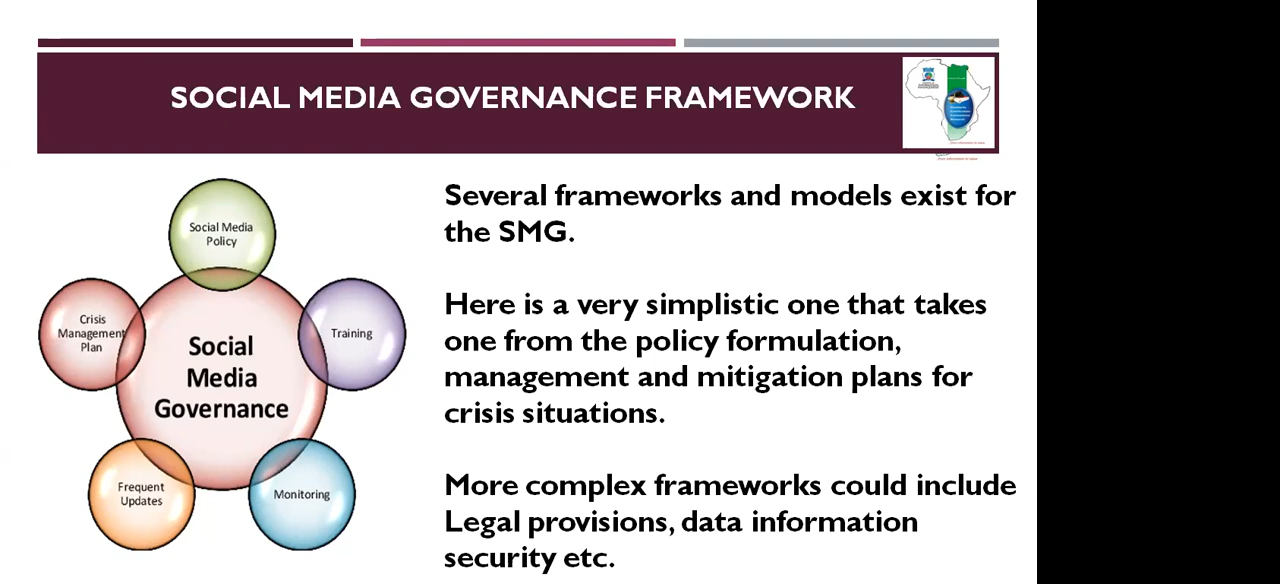 SOCIAL MEDIA GOVERNANCE FRAMEWORK
Social Media
Policy
Crisis
Management
Plan
Training
Social
Media
Governance
Frequent
Updates
Monitoring
Several frameworks and models exist for
the SMG.
Here is a very simplistic one that takes
one from the policy formulation,
management and mitigation plans for
crisis situations.
More complex frameworks could include
Legal provisions, data information
security etc.